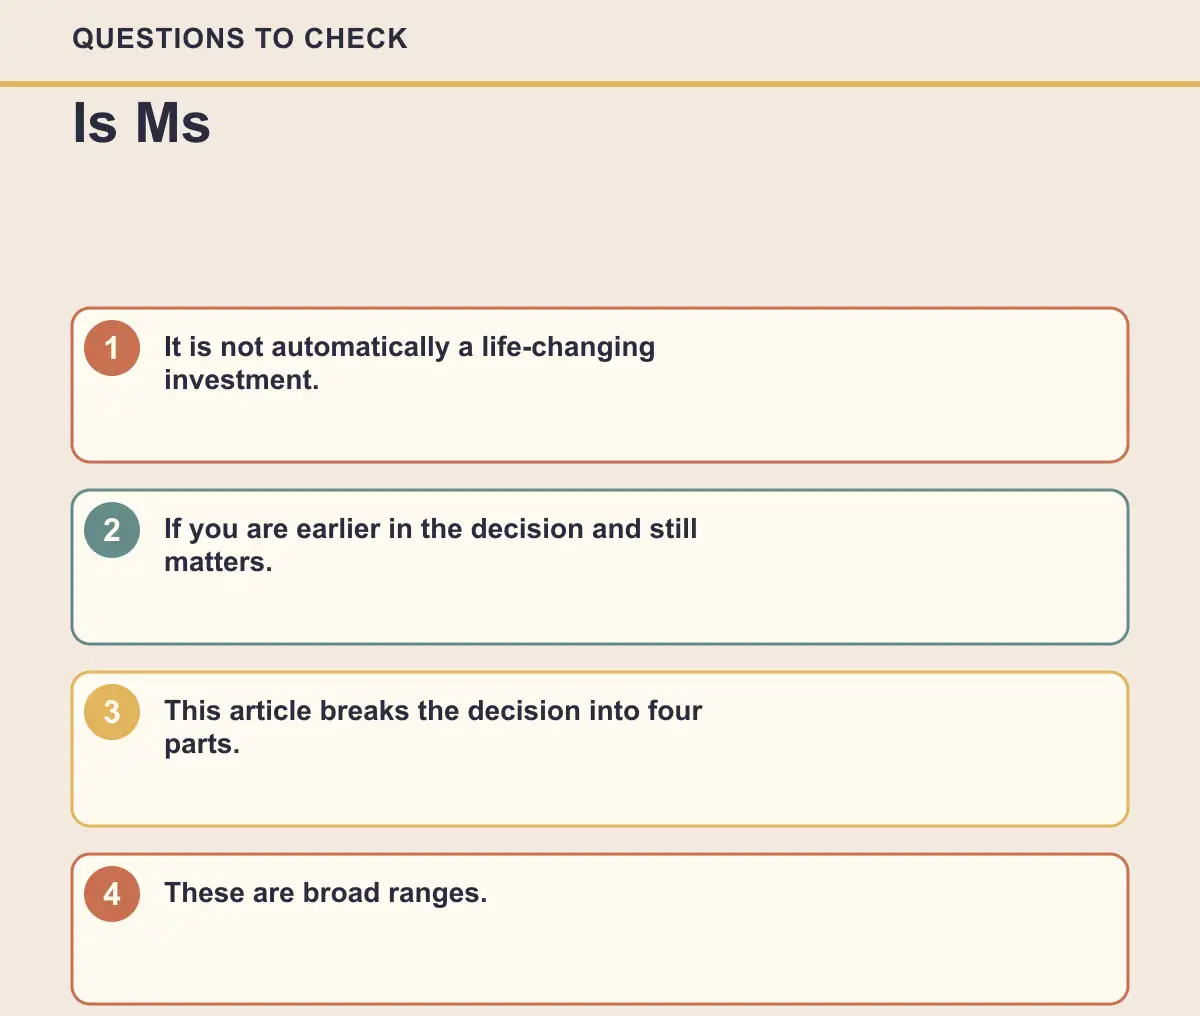 QUESTIONS TO CHECK
Is Ms
1
It is not automatically a life-changing
investment.
2
If you are earlier in the decision and still
matters.
3
This article breaks the decision into four
parts.
4
These are broad ranges.